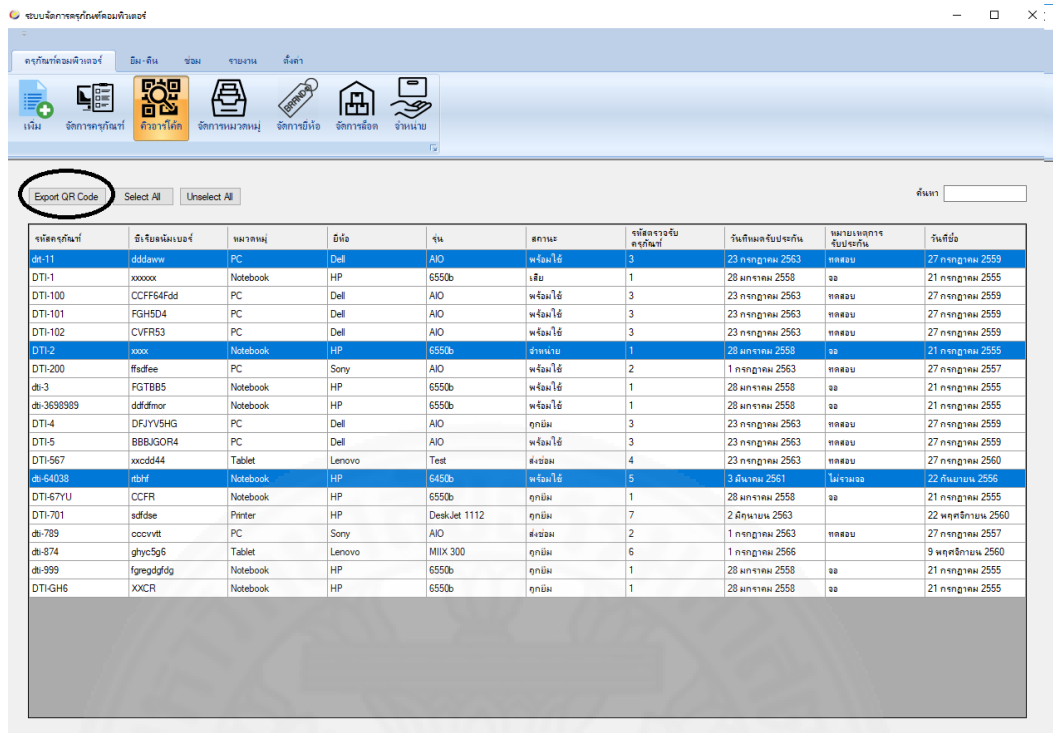 ระบบจัดการครุภัณฑ์คอมพิวเตอร์
ครุภัณฑ์คอมพิวเตอร์ ยืม-คืน ซ่อม รายงาน ตั้งค่า
BRAND
เพิ่ม จัดการครุภัณฑ์ คิวอาร์โค้ด จัดการหมวดหมู่ จัดการยี่ห้อ จัดการล็อต จำหน่าย
Export QR Code Select All Unselect All ค้นหา
รหัสครุภัณฑ์ ซีเรียลนัมเบอร์ หมวดหมู่ ยี่ห้อ รุ่น สถานะ รหัสตรวจรับครุภัณฑ์ วันที่หมดรับประกัน หมายเหตุการรับประกัน วันที่ซื้อ
drt-11 dddaww PC Dell AIO พร้อมใช้ 3 23 กรกฎาคม 2563 ทดสอบ 27 กรกฎาคม 2559
DTI-1 xxxxxx Notebook HP 6550b เสีย 1 28 มกราคม 2558 จอ 21 กรกฎาคม 2555
DTI-100 CCFF64Fdd PC Dell AIO พร้อมใช้ 3 23 กรกฎาคม 2563 ทดสอบ 27 กรกฎาคม 2559
DTI-101 FGH5D4 PC Dell AIO พร้อมใช้ 3 23 กรกฎาคม 2563 ทดสอบ 27 กรกฎาคม 2559
DTI-102 CVFR53 PC Dell AIO พร้อมใช้ 3 23 กรกฎาคม 2563 ทดสอบ 27 กรกฎาคม 2559
DTI-2 xxxx Notebook HP 6550b จำหน่าย 1 28 มกราคม 2558 จอ 21 กรกฎาคม 2555
DTI-200 ffsdfee PC Sony AIO พร้อมใช้ 2 1 กรกฎาคม 2563 ทดสอบ 27 กรกฎาคม 2557
dti-3 FGTBB5 Notebook HP 6550b พร้อมใช้ 1 28 มกราคม 2558 จอ 21 กรกฎาคม 2555
dti-3698989 ddfdfmor Notebook HP 6550b พร้อมใช้ 1 28 มกราคม 2558 จอ 21 กรกฎาคม 2555
DTI-4 DFJYV5HG PC Dell AIO ถูกยืม 3 23 กรกฎาคม 2563 ทดสอบ 27 กรกฎาคม 2559
DTI-5 BBBJGOR4 PC Dell AIO พร้อมใช้ 3 23 กรกฎาคม 2563 ทดสอบ 27 กรกฎาคม 2559
DTI-567 xxcdd44 Tablet Lenovo Test ส่งซ่อม 4 23 กรกฎาคม 2563 ทดสอบ 27 กรกฎาคม 2560
dti-64038 rtbhf Notebook HP 6450b พร้อมใช้ 5 3 มีนาคม 2561 ไม่รวมจอ 22 กันยายน 2556
DTI-67YU CCFR Notebook HP 6550b ถูกยืม 1 28 มกราคม 2558 จอ 21 กรกฎาคม 2555
DTI-701 sdfdse Printer HP DeskJet 1112 ถูกยืม 7 2 มิถุนายน 2563 22 พฤศจิกายน 2560
dti-789 cccvvtt PC Sony AIO ส่งซ่อม 2 1 กรกฎาคม 2563 ทดสอบ 27 กรกฎาคม 2557
dti-874 ghyc5g6 Tablet Lenovo MIIX 300 ถูกยืม 6 1 กรกฎาคม 2566 9 พฤศจิกายน 2560
dti-999 fgregdgfdg Notebook HP 6550b ถูกยืม 1 28 มกราคม 2558 จอ 21 กรกฎาคม 2555
DTI-GH6 XXCR Notebook HP 6550b ถูกยืม 1 28 มกราคม 2558 จอ 21 กรกฎาคม 2555